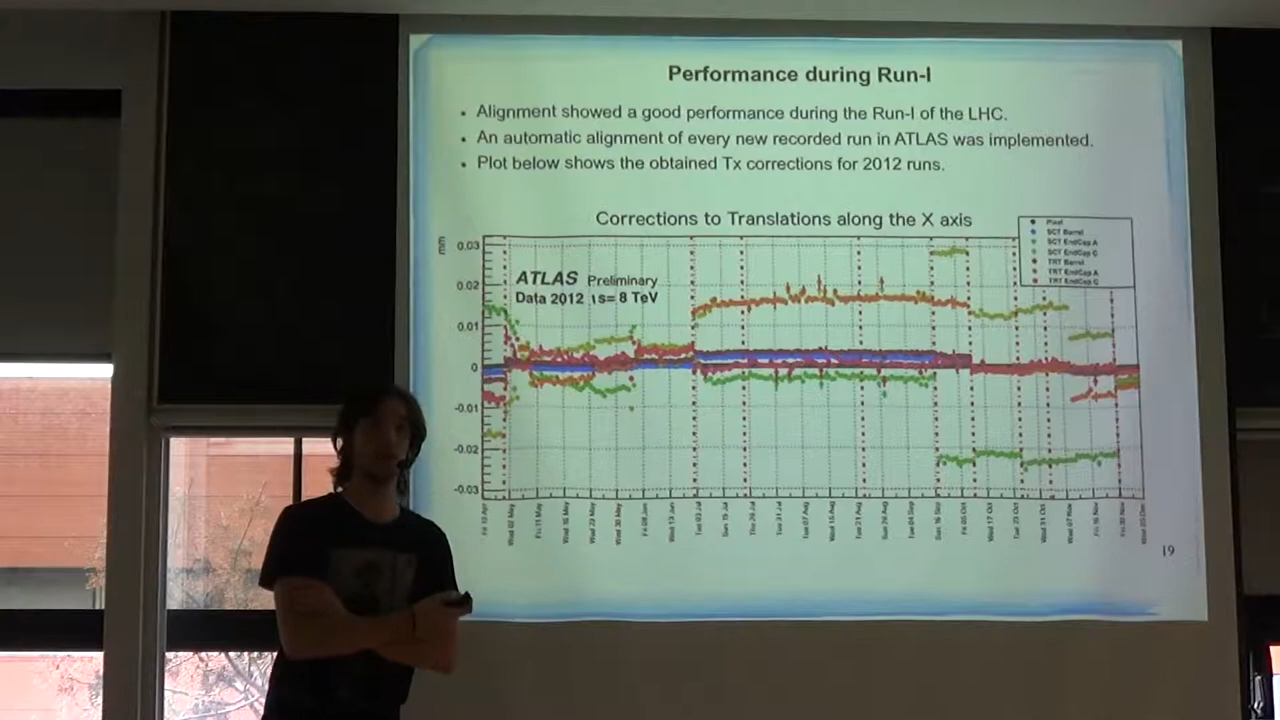 Performance during Run-I
• Alignment showed a good performance during the Run-I of the LHC.
• An automatic alignment of every new recorded run in ATLAS was implemented.
• Plot below shows the obtained Tx corrections for 2012 runs.
Corrections to Translations along the X axis
mm
Pixel
SCT Barrel
SCT EndCap A
SCT EndCap C
TRT Barrel
TRT EndCap A
TRT EndCap C
ATLAS Preliminary
Data 2012 √s= 8 TeV
0.03
0.02
0.01
0
-0.01
-0.02
-0.03
19